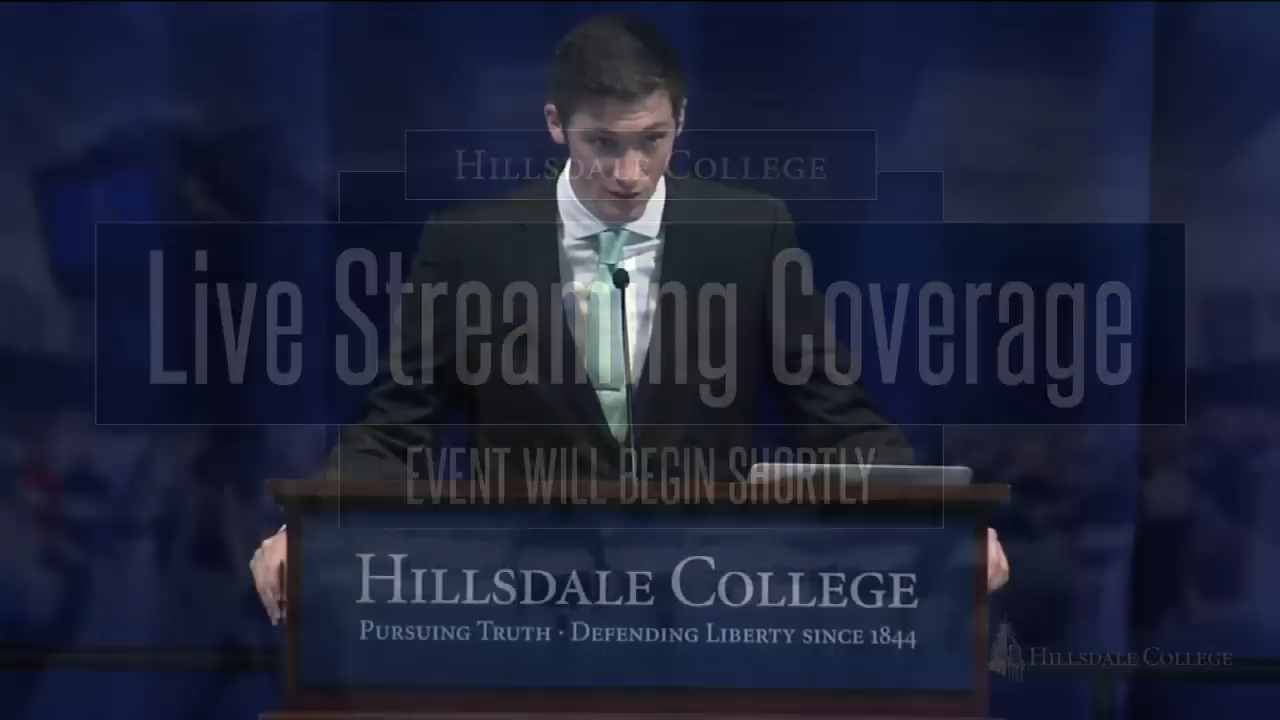 HILLSDALE COLLEGE
Live Streaming Coverage
EVENT WILL BEGIN SHORTLY
HILLSDALE COLLEGE
PURSUING TRUTH · DEFENDING LIBERTY SINCE 1844
HILLSDALE COLLEGE